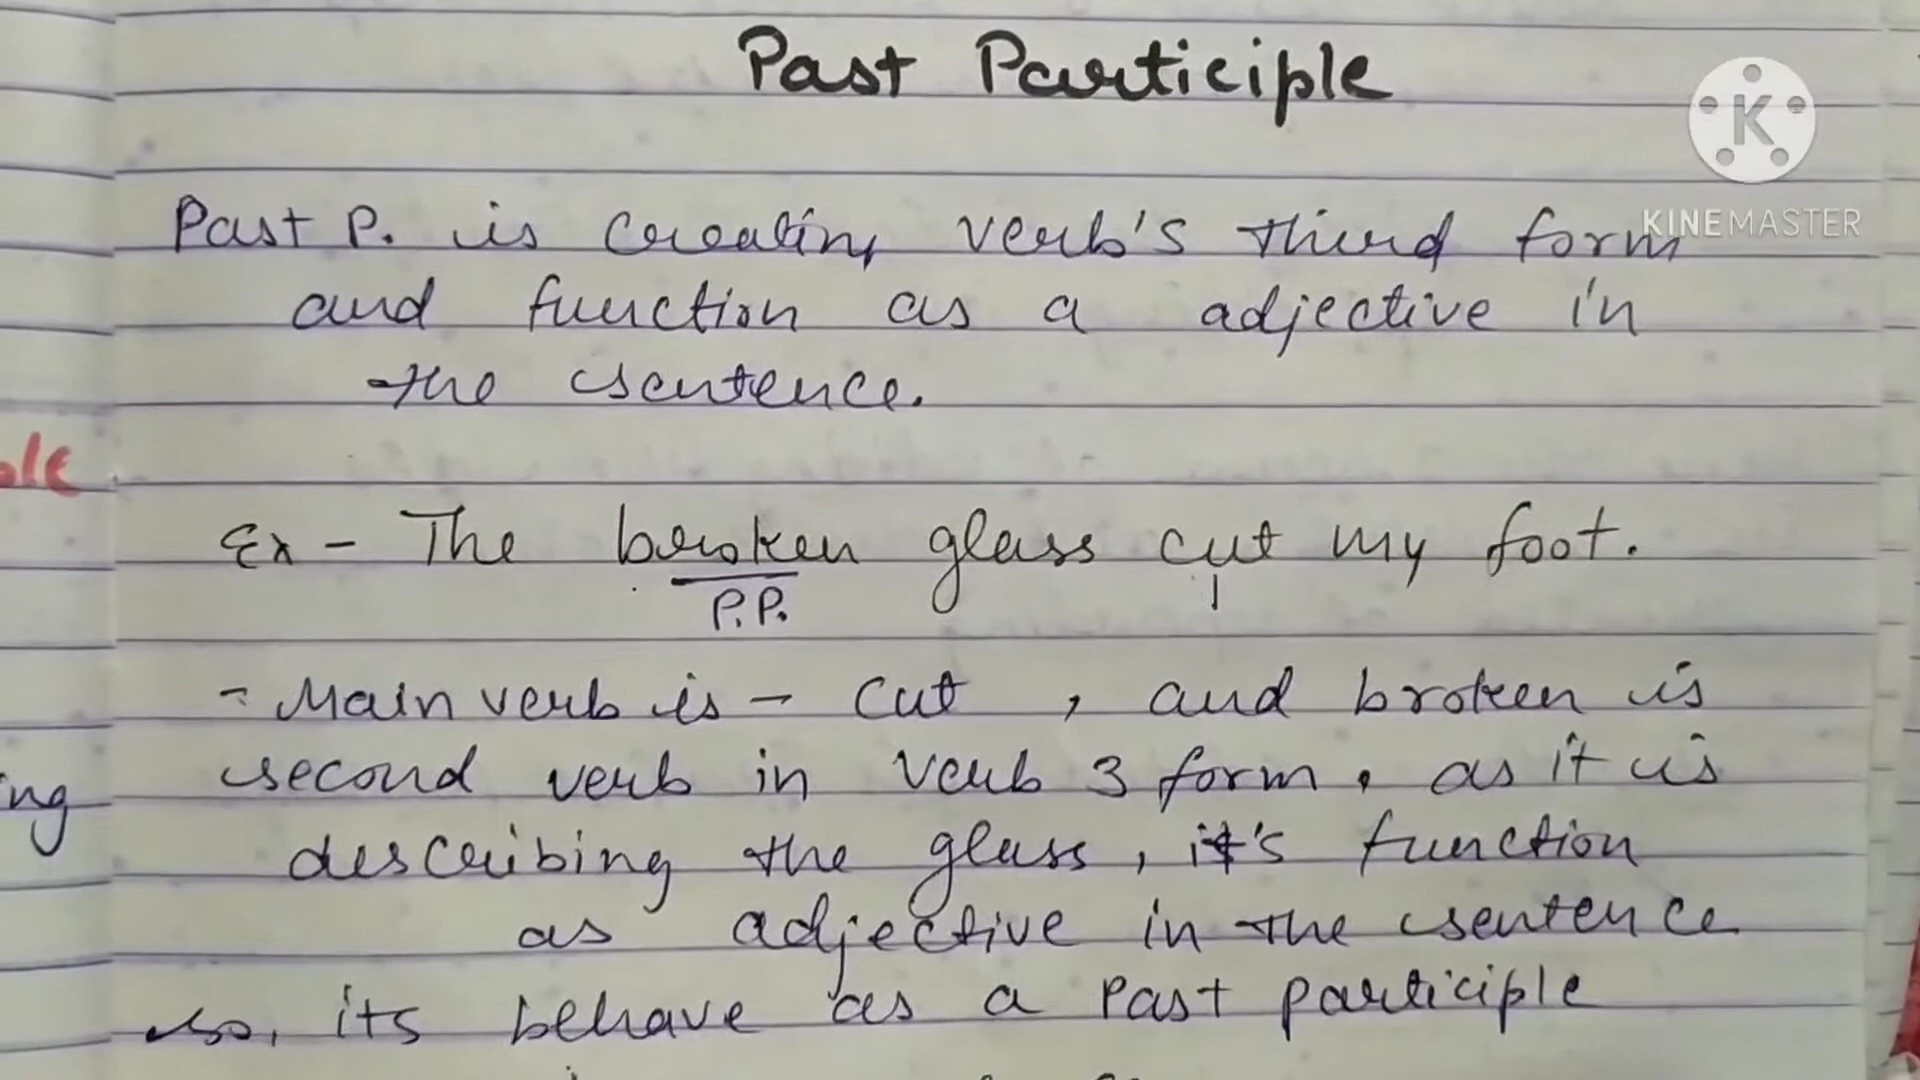 Past Participle
K
KINEMASTER
Past P. is creating verb's third form
and function as a adjective in
the sentence.
ole
Ex - The broken glass cut my foot.
P.P.
- Main verb is - cut , and broken is
second verb in verb 3 form. as it is
ng
describing the glass, it's function
as adjective in the sentence
so, its behave as a past participle